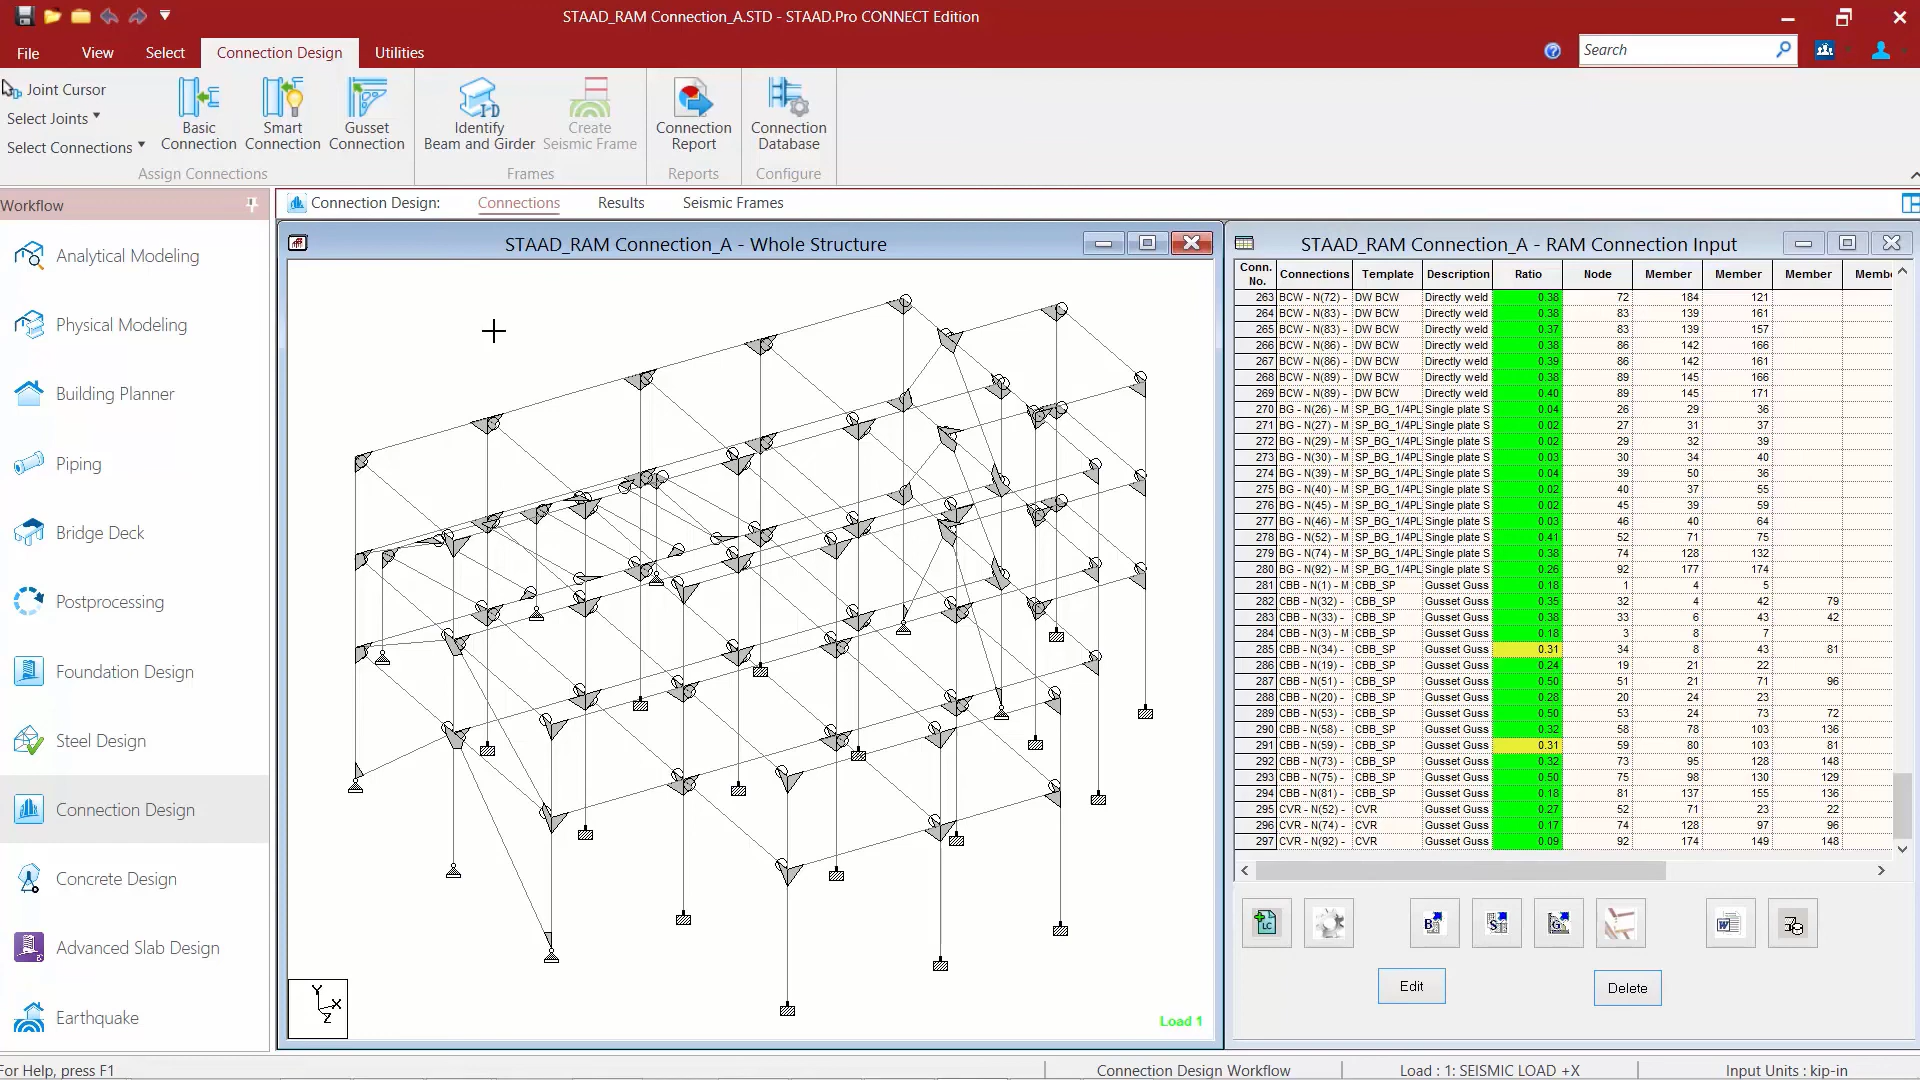 STAAD_RAM Connection_A.STD - STAAD.Pro CONNECT Edition
File View Select Connection Design Utilities Search
Joint Cursor
Select Joints
Select Connections
Basic Connection
Smart Connection
Gusset Connection
Identify Beam and Girder
Create Seismic Frame
Connection Report
Connection Database
Assign Connections Frames Reports Configure
Workflow
Connection Design: Connections Results Seismic Frames
Analytical Modeling
Physical Modeling
Building Planner
Piping
Bridge Deck
Postprocessing
Foundation Design
Steel Design
Connection Design
Concrete Design
Advanced Slab Design
Earthquake
STAAD_RAM Connection_A - Whole Structure
Y
X
Z
Load 1
STAAD_RAM Connection_A - RAM Connection Input
Conn. No. Connections Template Description Ratio Node Member Member Member Membe
263 BCW - N(72) - DW BCW Directly weld 0.38 72 184 121
264 BCW - N(83) - DW BCW Directly weld 0.38 83 139 161
265 BCW - N(83) - DW BCW Directly weld 0.37 83 139 157
266 BCW - N(86) - DW BCW Directly weld 0.38 86 142 166
267 BCW - N(86) - DW BCW Directly weld 0.39 86 142 161
268 BCW - N(89) - DW BCW Directly weld 0.38 89 145 166
269 BCW - N(89) - DW BCW Directly weld 0.40 89 145 171
270 BG - N(26) - M SP_BG_1/4PL Single plate S 0.04 26 29 36
271 BG - N(27) - M SP_BG_1/4PL Single plate S 0.02 27 31 37
272 BG - N(29) - M SP_BG_1/4PL Single plate S 0.02 29 32 39
273 BG - N(30) - M SP_BG_1/4PL Single plate S 0.03 30 34 40
274 BG - N(39) - M SP_BG_1/4PL Single plate S 0.04 39 50 36
275 BG - N(40) - M SP_BG_1/4PL Single plate S 0.02 40 37 55
276 BG - N(45) - M SP_BG_1/4PL Single plate S 0.02 45 39 59
277 BG - N(46) - M SP_BG_1/4PL Single plate S 0.03 46 40 64
278 BG - N(52) - M SP_BG_1/4PL Single plate S 0.41 52 71 75
279 BG - N(74) - M SP_BG_1/4PL Single plate S 0.38 74 128 132
280 BG - N(92) - M SP_BG_1/4PL Single plate S 0.26 92 177 174
281 CBB - N(1) - M CBB_SP Gusset Guss 0.18 1 4 5
282 CBB - N(32) - CBB_SP Gusset Guss 0.35 32 4 42 79
283 CBB - N(33) - CBB_SP Gusset Guss 0.38 33 6 43 42
284 CBB - N(3) - M CBB_SP Gusset Guss 0.18 3 8 7
285 CBB - N(34) - CBB_SP Gusset Guss 0.31 34 8 43 81
286 CBB - N(19) - CBB_SP Gusset Guss 0.24 19 21 22
287 CBB - N(51) - CBB_SP Gusset Guss 0.50 51 21 71 96
288 CBB - N(20) - CBB_SP Gusset Guss 0.28 20 24 23
289 CBB - N(53) - CBB_SP Gusset Guss 0.50 53 24 73 72
290 CBB - N(58) - CBB_SP Gusset Guss 0.32 58 78 103 136
291 CBB - N(59) - CBB_SP Gusset Guss 0.31 59 80 103 81
292 CBB - N(73) - CBB_SP Gusset Guss 0.32 73 95 128 148
293 CBB - N(75) - CBB_SP Gusset Guss 0.50 75 98 130 129
294 CBB - N(81) - CBB_SP Gusset Guss 0.18 81 137 155 136
295 CVR - N(52) - CVR Gusset Guss 0.27 52 71 23 22
296 CVR - N(74) - CVR Gusset Guss 0.17 74 128 97 96
297 CVR - N(92) - CVR Gusset Guss 0.09 92 174 149 148
LC B S G W
Edit Delete
For Help, press F1 Connection Design Workflow Load : 1: SEISMIC LOAD +X Input Units : kip-in